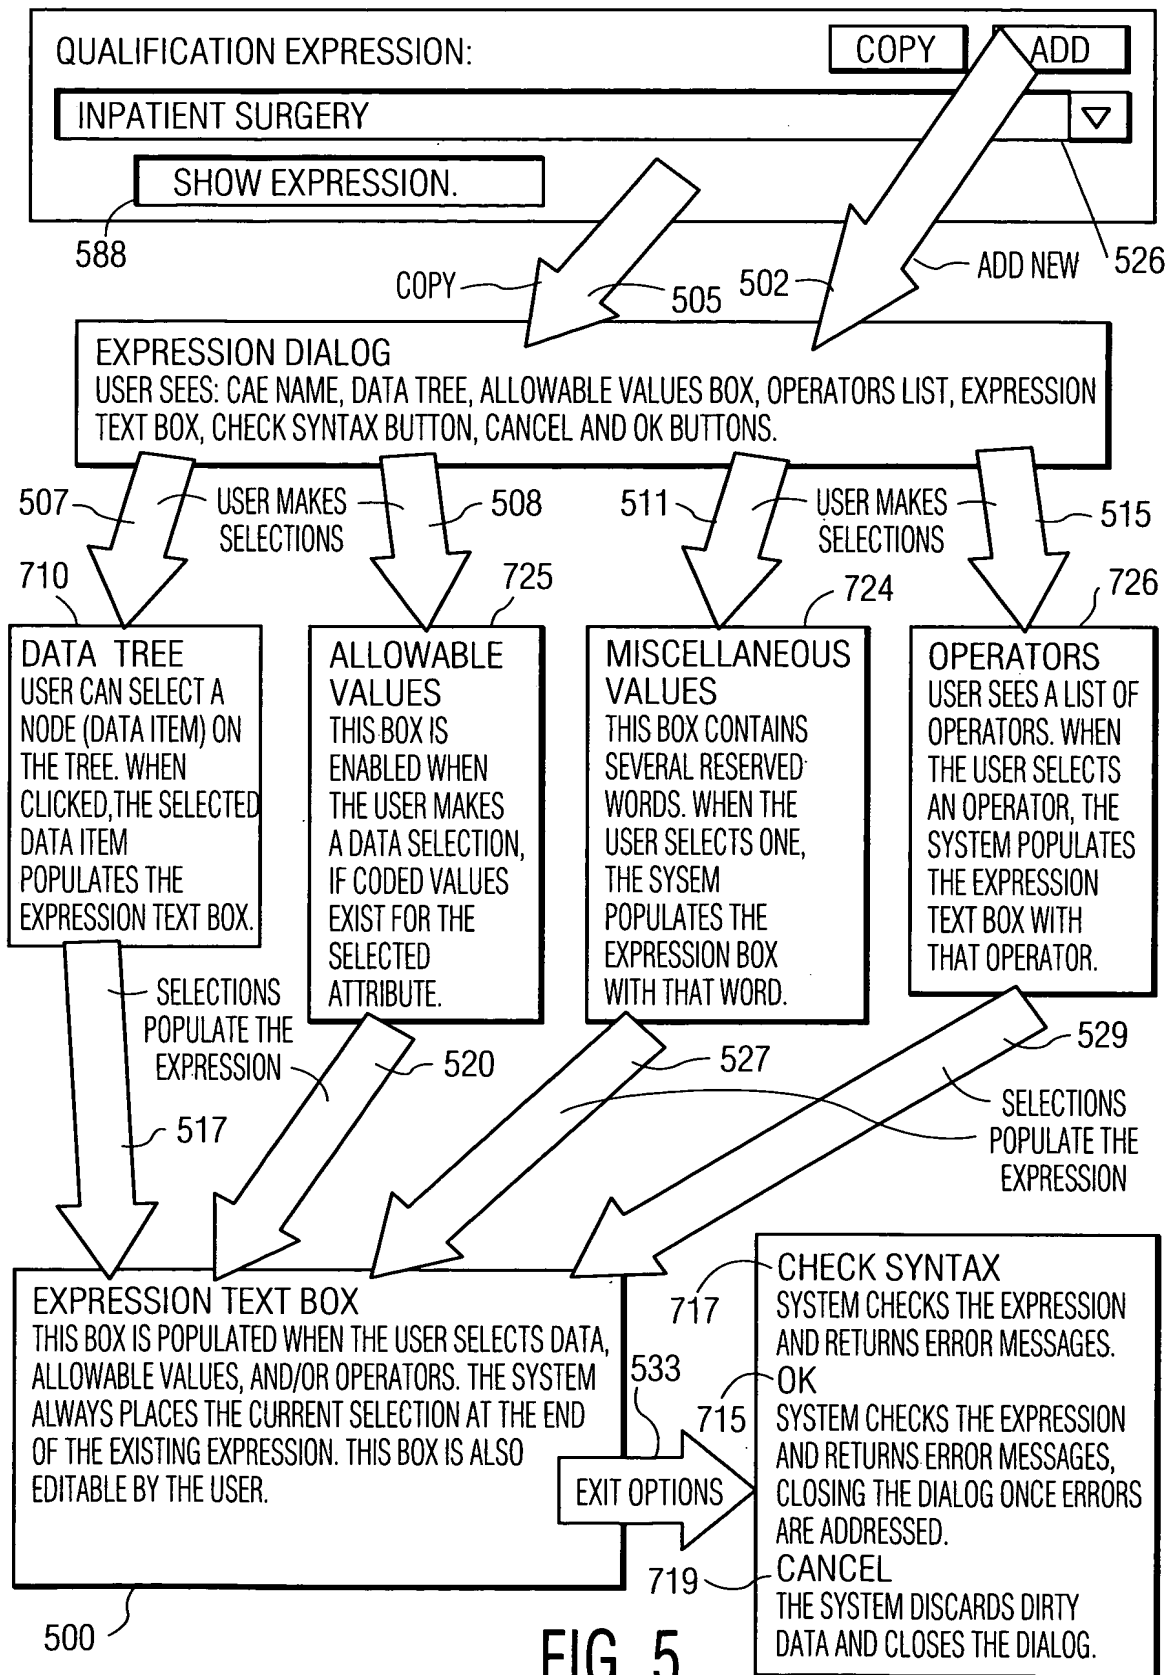 QUALIFICATION EXPRESSION:
COPY
ADD
INPATIENT SURGERY
SHOW EXPRESSION.
588
COPY
505
502
ADD NEW
526
EXPRESSION DIALOG
USER SEES: CAE NAME, DATA TREE, ALLOWABLE VALUES BOX, OPERATORS LIST, EXPRESSION
TEXT BOX, CHECK SYNTAX BUTTON, CANCEL AND OK BUTTONS.
507
USER MAKES
SELECTIONS
508
511
USER MAKES
SELECTIONS
515
710
725
724
726
DATA TREE
USER CAN SELECT A
NODE (DATA ITEM) ON
THE TREE. WHEN
CLICKED, THE SELECTED
DATA ITEM
POPULATES THE
EXPRESSION TEXT BOX.
ALLOWABLE
VALUES
THIS BOX IS
ENABLED WHEN
THE USER MAKES
A DATA SELECTION,
IF CODED VALUES
EXIST FOR THE
SELECTED
ATTRIBUTE.
MISCELLANEOUS
VALUES
THIS BOX CONTAINS
SEVERAL RESERVED
WORDS. WHEN THE
USER SELECTS ONE,
THE SYSEM
POPULATES THE
EXPRESSION BOX
WITH THAT WORD.
OPERATORS
USER SEES A LIST OF
OPERATORS. WHEN
THE USER SELECTS
AN OPERATOR, THE
SYSTEM POPULATES
THE EXPRESSION
TEXT BOX WITH
THAT OPERATOR.
SELECTIONS
POPULATE THE
EXPRESSION
517
520
527
529
SELECTIONS
POPULATE THE
EXPRESSION
EXPRESSION TEXT BOX
THIS BOX IS POPULATED WHEN THE USER SELECTS DATA,
ALLOWABLE VALUES, AND/OR OPERATORS. THE SYSTEM
ALWAYS PLACES THE CURRENT SELECTION AT THE END
OF THE EXISTING EXPRESSION. THIS BOX IS ALSO
EDITABLE BY THE USER.
500
533
EXIT OPTIONS
717
CHECK SYNTAX
SYSTEM CHECKS THE EXPRESSION
AND RETURNS ERROR MESSAGES.
715
OK
SYSTEM CHECKS THE EXPRESSION
AND RETURNS ERROR MESSAGES,
CLOSING THE DIALOG ONCE ERRORS
ARE ADDRESSED.
719
CANCEL
THE SYSTEM DISCARDS DIRTY
DATA AND CLOSES THE DIALOG.
FIG. 5